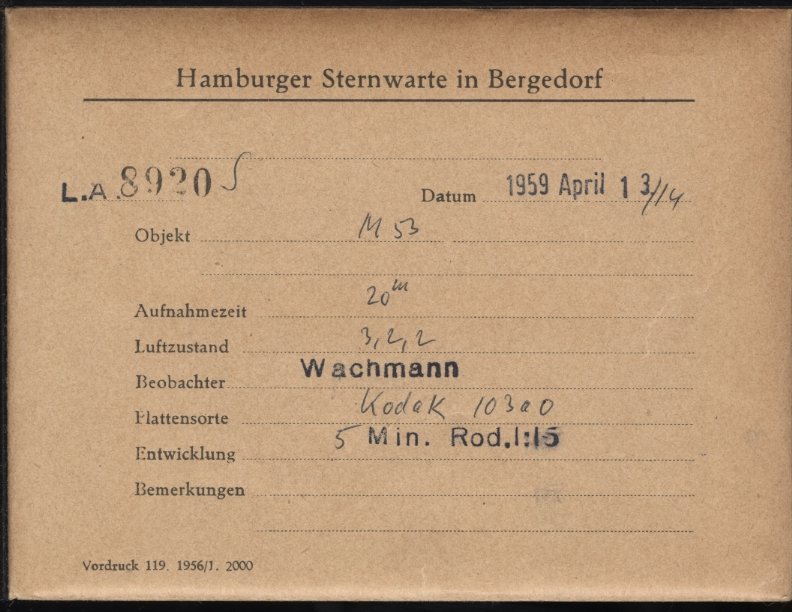 Hamburger Sternwarte in Bergedorf
L.A. 8920 S
Datum 1959 April 13/14
Objekt M 53
Aufnahmezeit 20m
Luftzustand 3,2,2
Beobachter Wachmann
Plattensorte Kodak 103a0
Entwicklung 5 Min. Rod.1:15
Bemerkungen
Vordruck 119. 1956/1. 2000